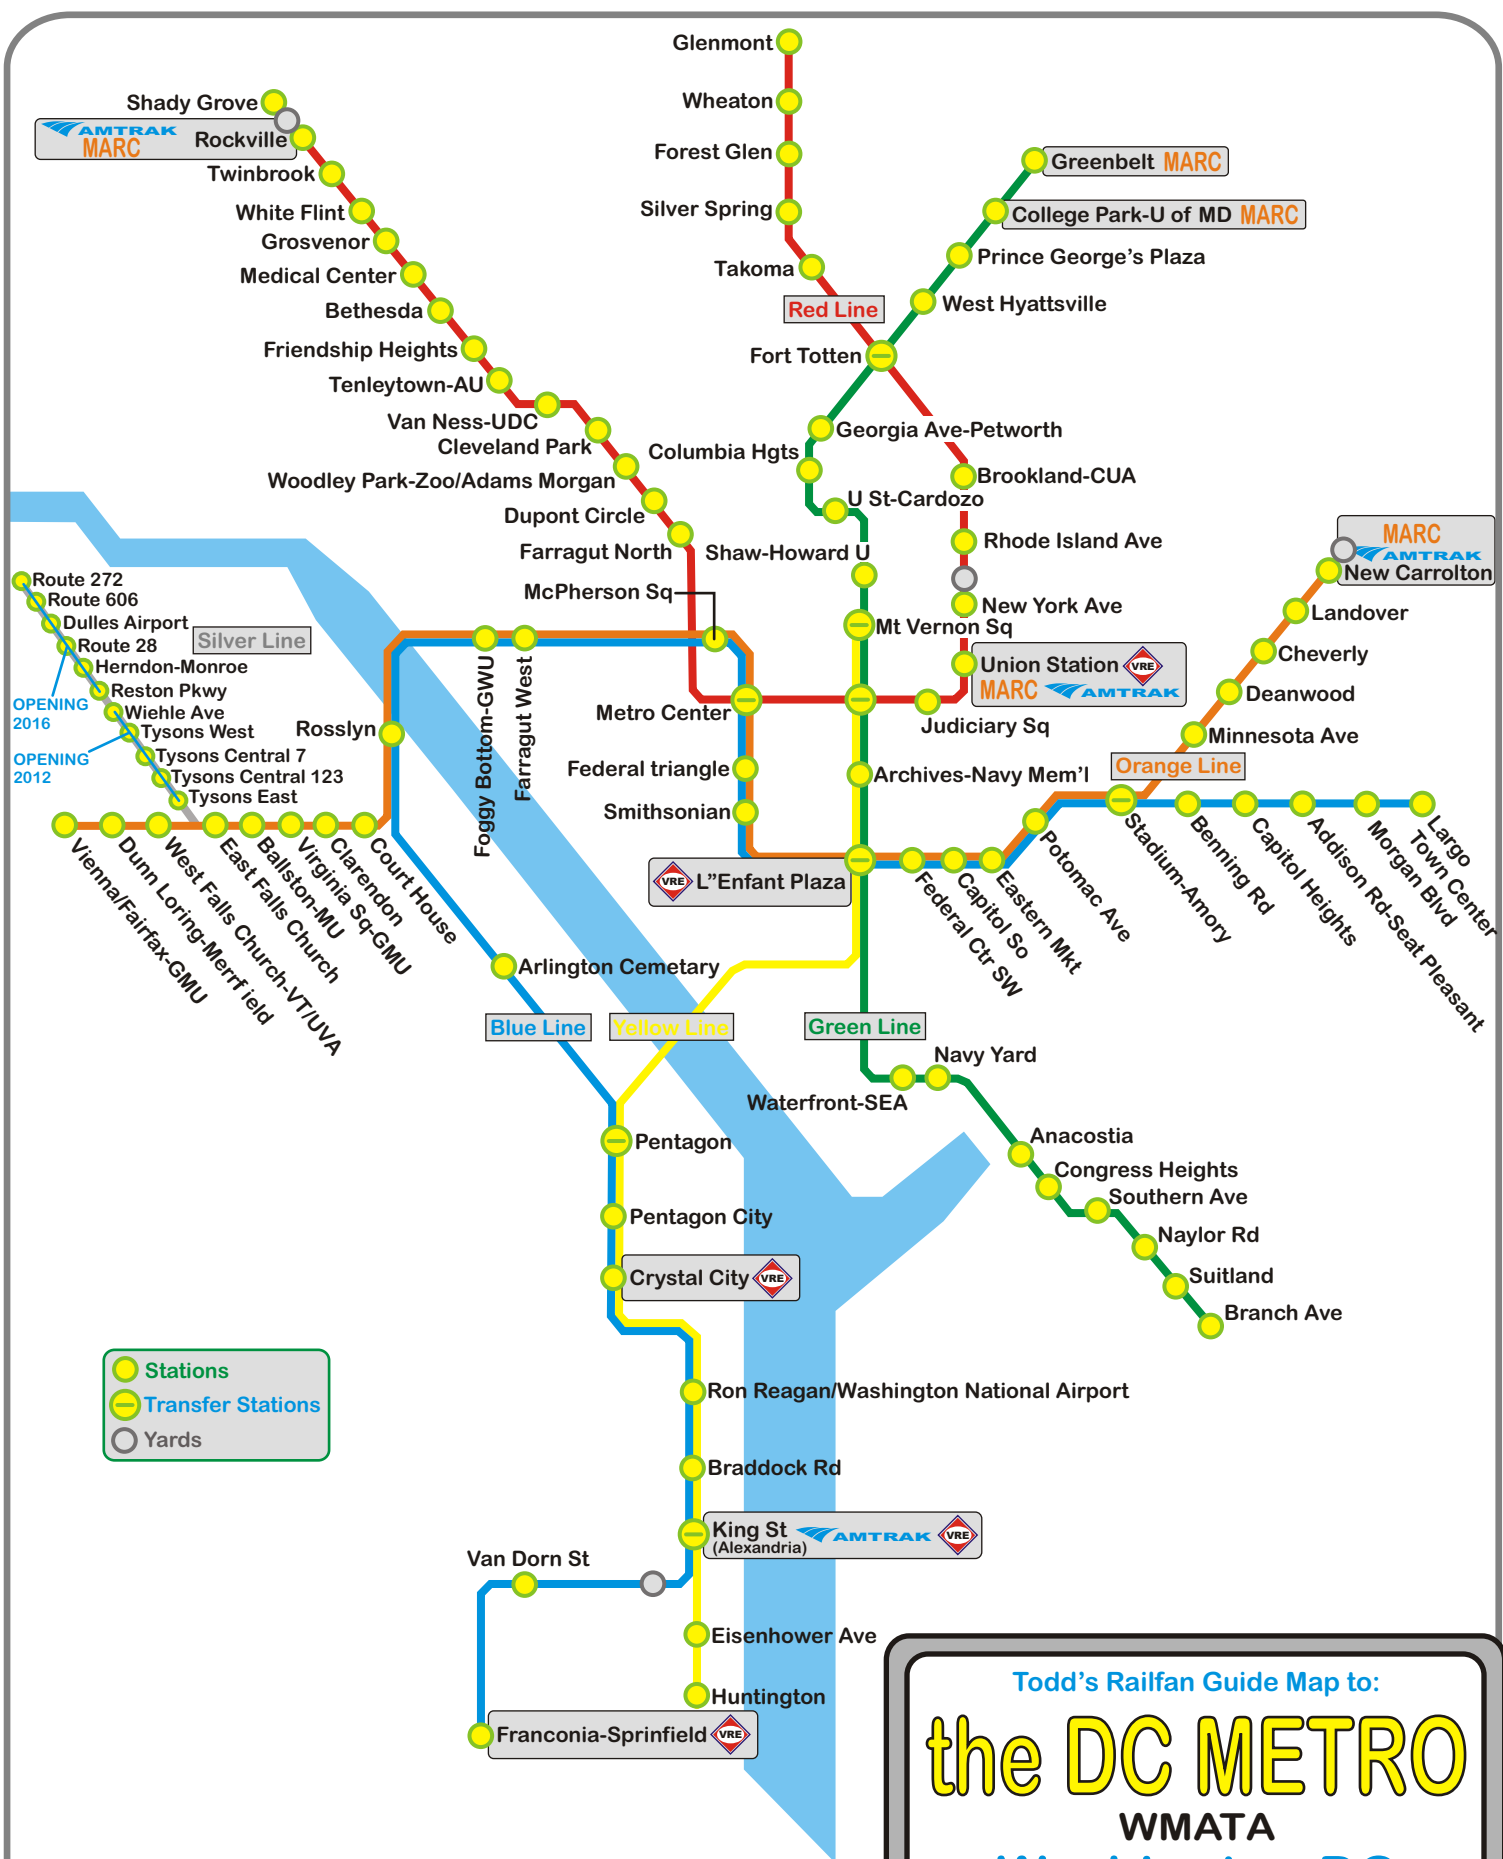 Glenmont
Wheaton
Forest Glen
Silver Spring
Takoma
Red Line
Fort Totten
Shady Grove
AMTRAK
MARC
Rockville
Twinbrook
White Flint
Grosvenor
Medical Center
Bethesda
Friendship Heights
Tenleytown-AU
Van Ness-UDC
Cleveland Park
Woodley Park-Zoo/Adams Morgan
Dupont Circle
Farragut North
McPherson Sq
Greenbelt MARC
College Park-U of MD MARC
Prince George's Plaza
West Hyattsville
Georgia Ave-Petworth
Columbia Hgts
U St-Cardozo
Shaw-Howard U
Mt Vernon Sq
Brookland-CUA
Rhode Island Ave
New York Ave
Union Station VRE
MARC AMTRAK
Judiciary Sq
Metro Center
Federal triangle
Smithsonian
Archives-Navy Mem'l
VRE L"Enfant Plaza
MARC
AMTRAK
New Carrolton
Landover
Cheverly
Deanwood
Minnesota Ave
Orange Line
Stadium-Amory
Potomac Ave
Eastern Mkt
Capitol So
Federal Ctr SW
Benning Rd
Capitol Heights
Addison Rd-Seat Pleasant
Morgan Blvd
Largo
Town Center
Route 272
Route 606
Dulles Airport
Route 28
Herndon-Monroe
Reston Pkwy
Wiehle Ave
Tysons West
Tysons Central 7
Tysons Central 123
Tysons East
Silver Line
OPENING
2016
OPENING
2012
Rosslyn
Foggy Bottom-GWU
Farragut West
Vienna/Fairfax-GMU
Dunn Loring-Merrfield
West Falls Church-VT/UVA
East Falls Church
Ballston-MU
Virginia Sq-GMU
Clarendon
Court House
Arlington Cemetary
Blue Line
Yellow Line
Green Line
Navy Yard
Waterfront-SEA
Anacostia
Congress Heights
Southern Ave
Naylor Rd
Suitland
Branch Ave
Pentagon
Pentagon City
Crystal City VRE
Ron Reagan/Washington National Airport
Braddock Rd
King St AMTRAK VRE
(Alexandria)
Van Dorn St
Eisenhower Ave
Huntington
Franconia-Sprinfield VRE
Stations
Transfer Stations
Yards
Todd's Railfan Guide Map to:
the DC METRO
WMATA